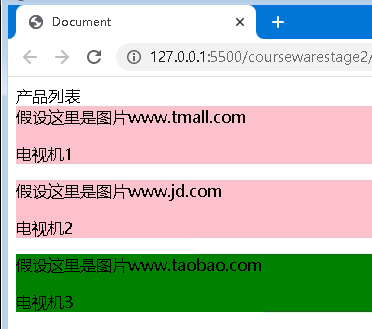 Document
127.0.0.1:5500/coursewarestage2/
产品列表
假设这里是图片www.tmall.com
电视机1
假设这里是图片www.jd.com
电视机2
假设这里是图片www.taobao.com
电视机3